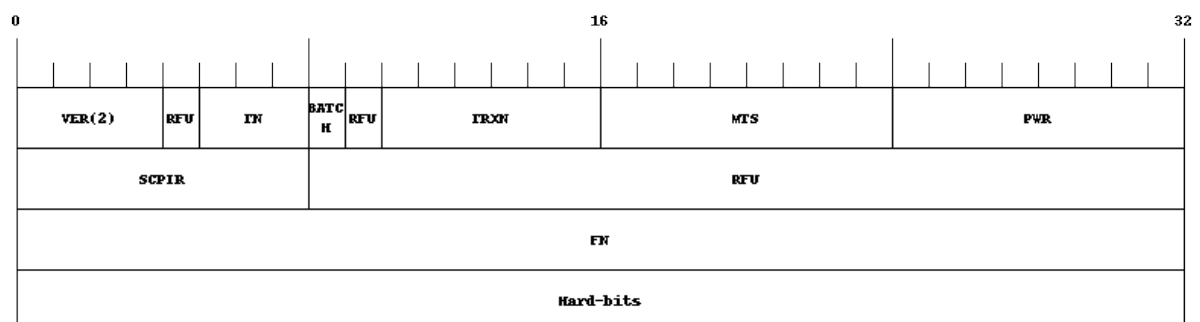 0 16 32
VER(2) RFU TN BATC
H RFU TRXN MTS PWR
SCPIR RFU
FN
Hard-bits